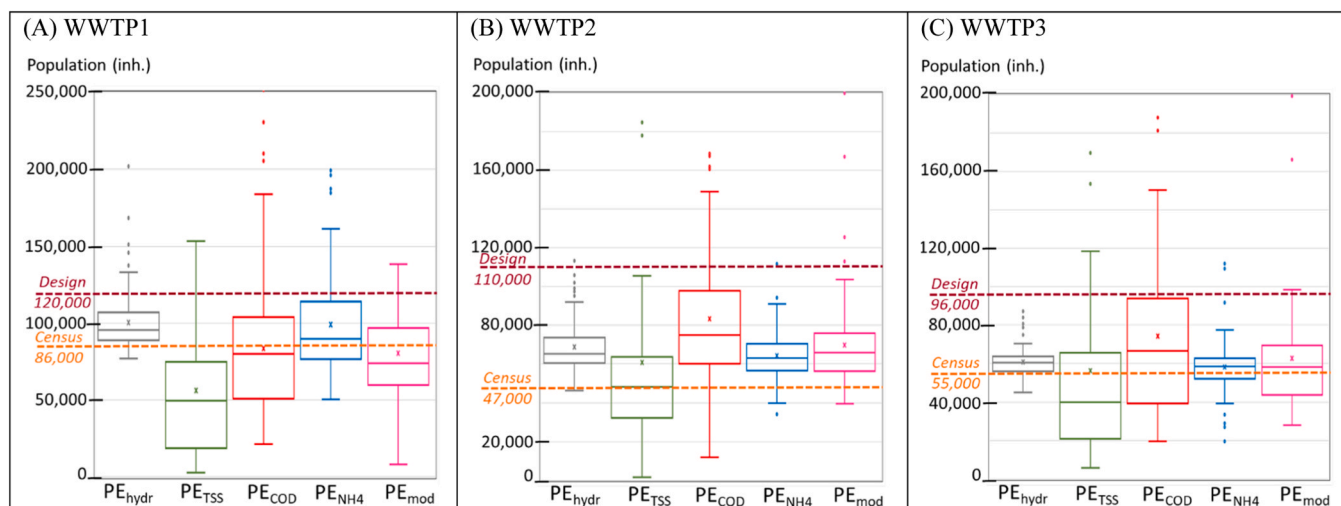 (A) WWTP1
Population (inh.)
250,000
200,000
150,000
Design
120,000
100,000
Census
86,000
50,000
0
PEhydr PETSS PECOD PENH4 PEmod
(B) WWTP2
Population (inh.)
200,000
160,000
120,000
Design
110,000
80,000
Census
47,000
20,000
0
PEhydr PETSS PECOD PENH4 PEmod
(C) WWTP3
Population (inh.)
200,000
160,000
120,000
Design
96,000
80,000
Census
55,000
40,000
0
PEhydr PETSS PECOD PENH4 PEmod